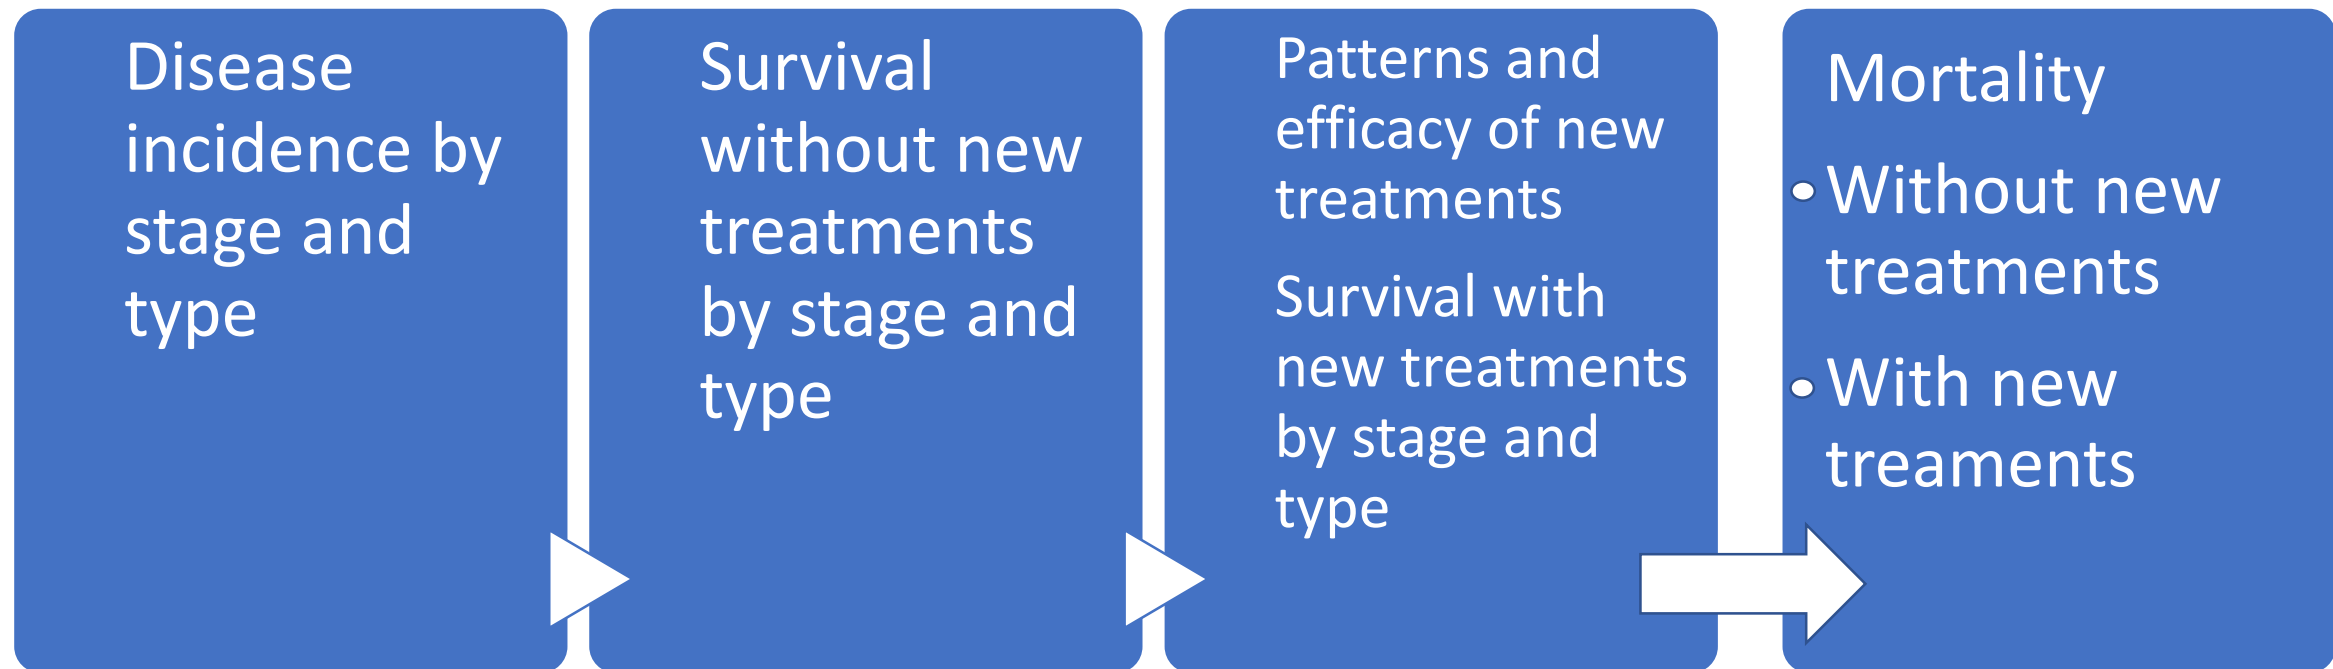 Disease
incidence by
stage and
type
Survival
without new
treatments
by stage and
type
Patterns and
efficacy of new
treatments
Survival with
new treatments
by stage and
type
Mortality
Without new
treatments
With new
treaments